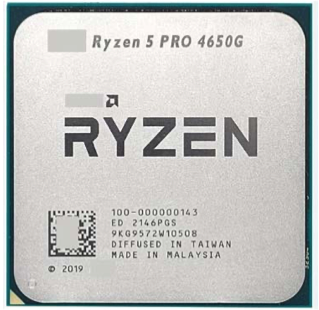 Ryzen 5 PRO 4650G
RYZEN
100-000000143
ED 2146PGS
9KG9572W10508
DIFFUSED IN TAIWAN
MADE IN MALAYSIA
© 2019